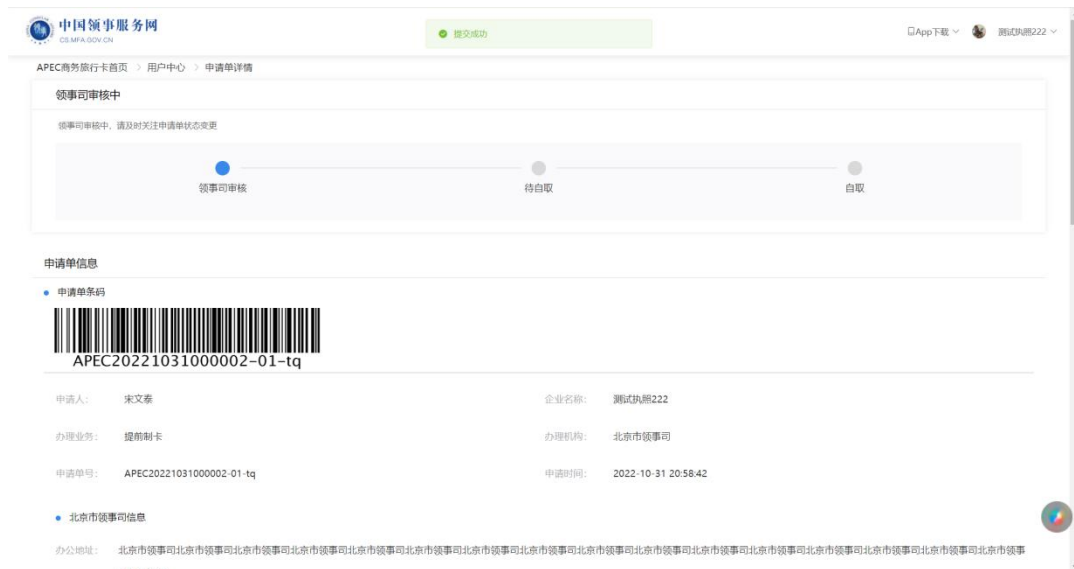 中国领事服务网
CS.MFA.GOV.CN
提交成功
App下载
测试执照222
APEC商务旅行卡首页 > 用户中心 > 申请单详情
领事司审核中
领事司审核中，请及时关注申请单状态变更
领事司审核 待自取 自取
申请单信息
申请单条码
APEC20221031000002-01-tq
申请人： 宋文泰 企业名称： 测试执照222
办理业务： 提前制卡 办理机构： 北京市领事司
申请单号： APEC20221031000002-01-tq 申请时间： 2022-10-31 20:58:42
北京市领事司信息
办公地址： 北京市领事司北京市领事司北京市领事司北京市领事司北京市领事司北京市领事司北京市领事司北京市领事司北京市领事司北京市领事司北京市领事司北京市领事司北京市领事司北京市领事